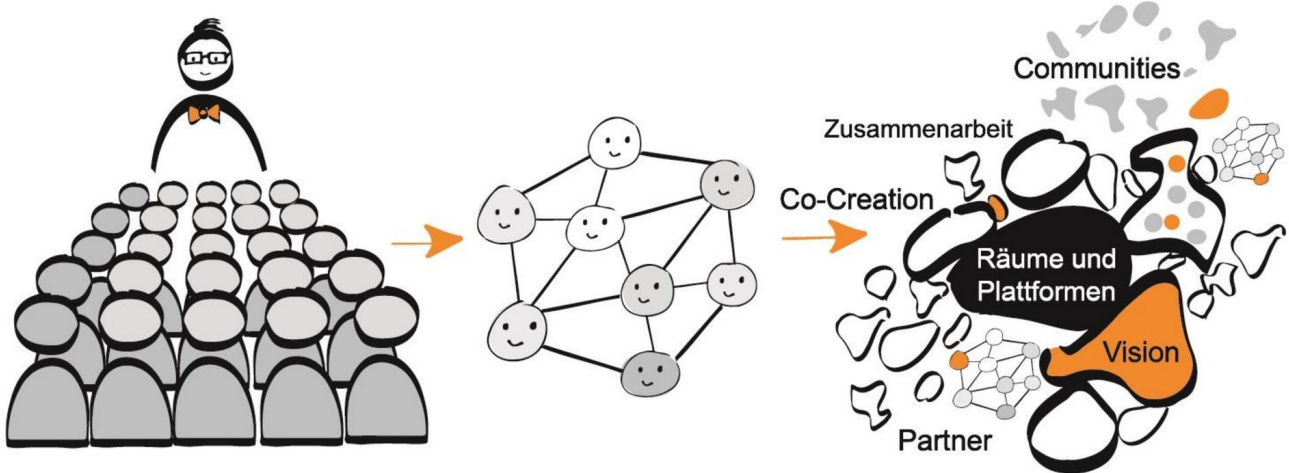 Communities
Zusammenarbeit
Co-Creation
Räume und
Plattformen
Vision
Partner